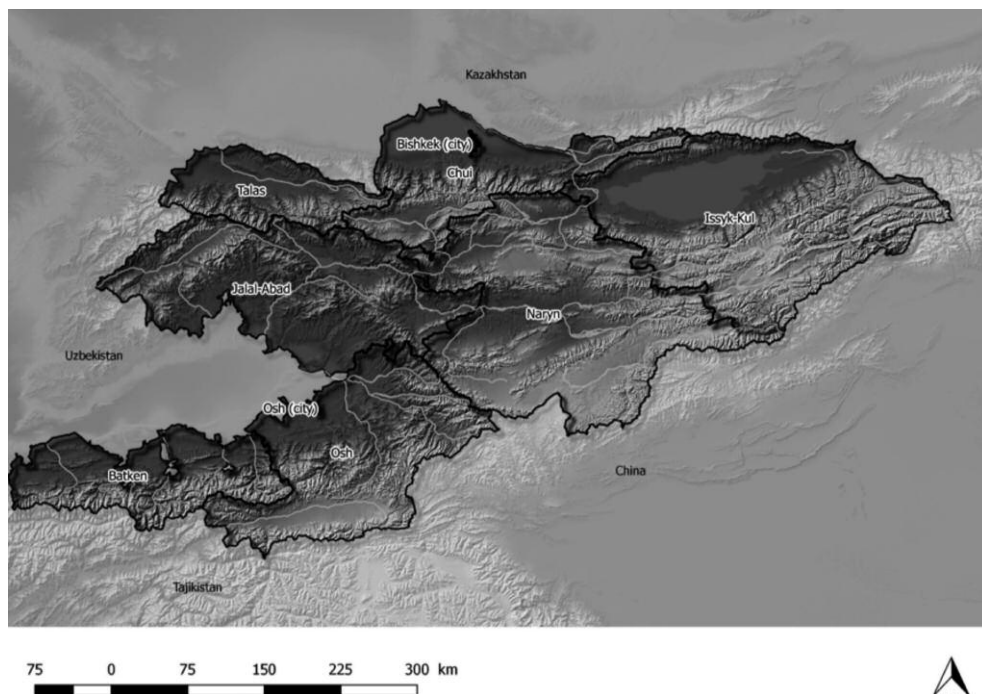 Kazakhstan
Bishkek (city)
Chui
Talas
Issyk-Kul
Jalal-Abad
Naryn
Uzbekistan
Osh (city)
Osh
Batken
China
Tajikistan
75 0 75 150 225 300 km